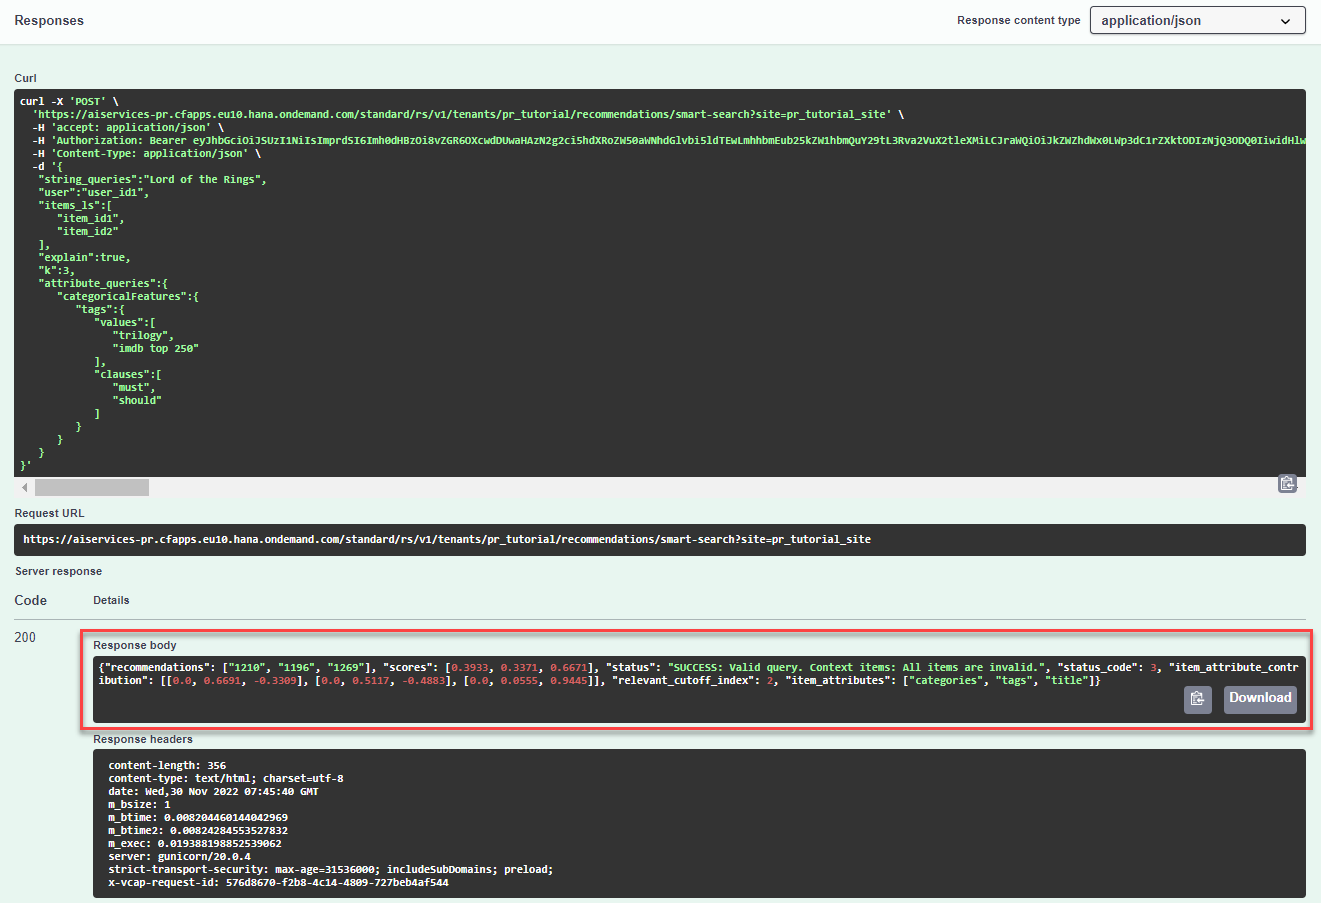 Responses
Response content type
application/json
Curl
curl -X 'POST' \
  'https://aiservices-pr.cfapps.eu10.hana.ondemand.com/standard/rs/v1/tenants/pr_tutorial/recommendations/smart-search?site=pr_tutorial_site' \
  -H 'accept: application/json' \
  -H 'Authorization: Bearer
  -H 'Content-Type: application/json' \
  -d '{
   "string_queries":"Lord of the Rings",
   "user":"user_id1",
   "items_ls":[
      "item_id1",
      "item_id2"
   ],
   "explain":true,
   "k":3,
   "attribute_queries":{
      "categoricalFeatures":{
         "tags":{
            "values":[
               "trilogy",
               "imdb top 250"
            ],
            "clauses":[
               "must",
               "should"
            ]
         }
      }
   }
}'
Request URL
https://aiservices-pr.cfapps.eu10.hana.ondemand.com/standard/rs/v1/tenants/pr_tutorial/recommendations/smart-search?site=pr_tutorial_site
Server response
Code
Details
200
Response body
{"recommendations": ["1210", "1196", "1269"], "scores": [0.3933, 0.3371, 0.6671], "status": "SUCCESS: Valid query. Context items: All items are invalid.", "status_code": 3, "item_attribute_contr
ibution": [[0.0, 0.6691, -0.3309], [0.0, 0.5117, -0.4883], [0.0, 0.0555, 0.9445]], "relevant_cutoff_index": 2, "item_attributes": ["categories", "tags", "title"]}
Download
Response headers
content-length: 356
content-type: text/html; charset=utf-8
date: Wed,30 Nov 2022 07:45:40 GMT
m_bsize: 1
m_btime: 0.008204460144042969
m_btime2: 0.00824284553527832
m_exec: 0.019388198852539062
server: gunicorn/20.0.4
strict-transport-security: max-age=31536000; includeSubDomains; preload;
x-vcap-request-id: 576d8670-f2b8-4c14-4809-727beb4af544